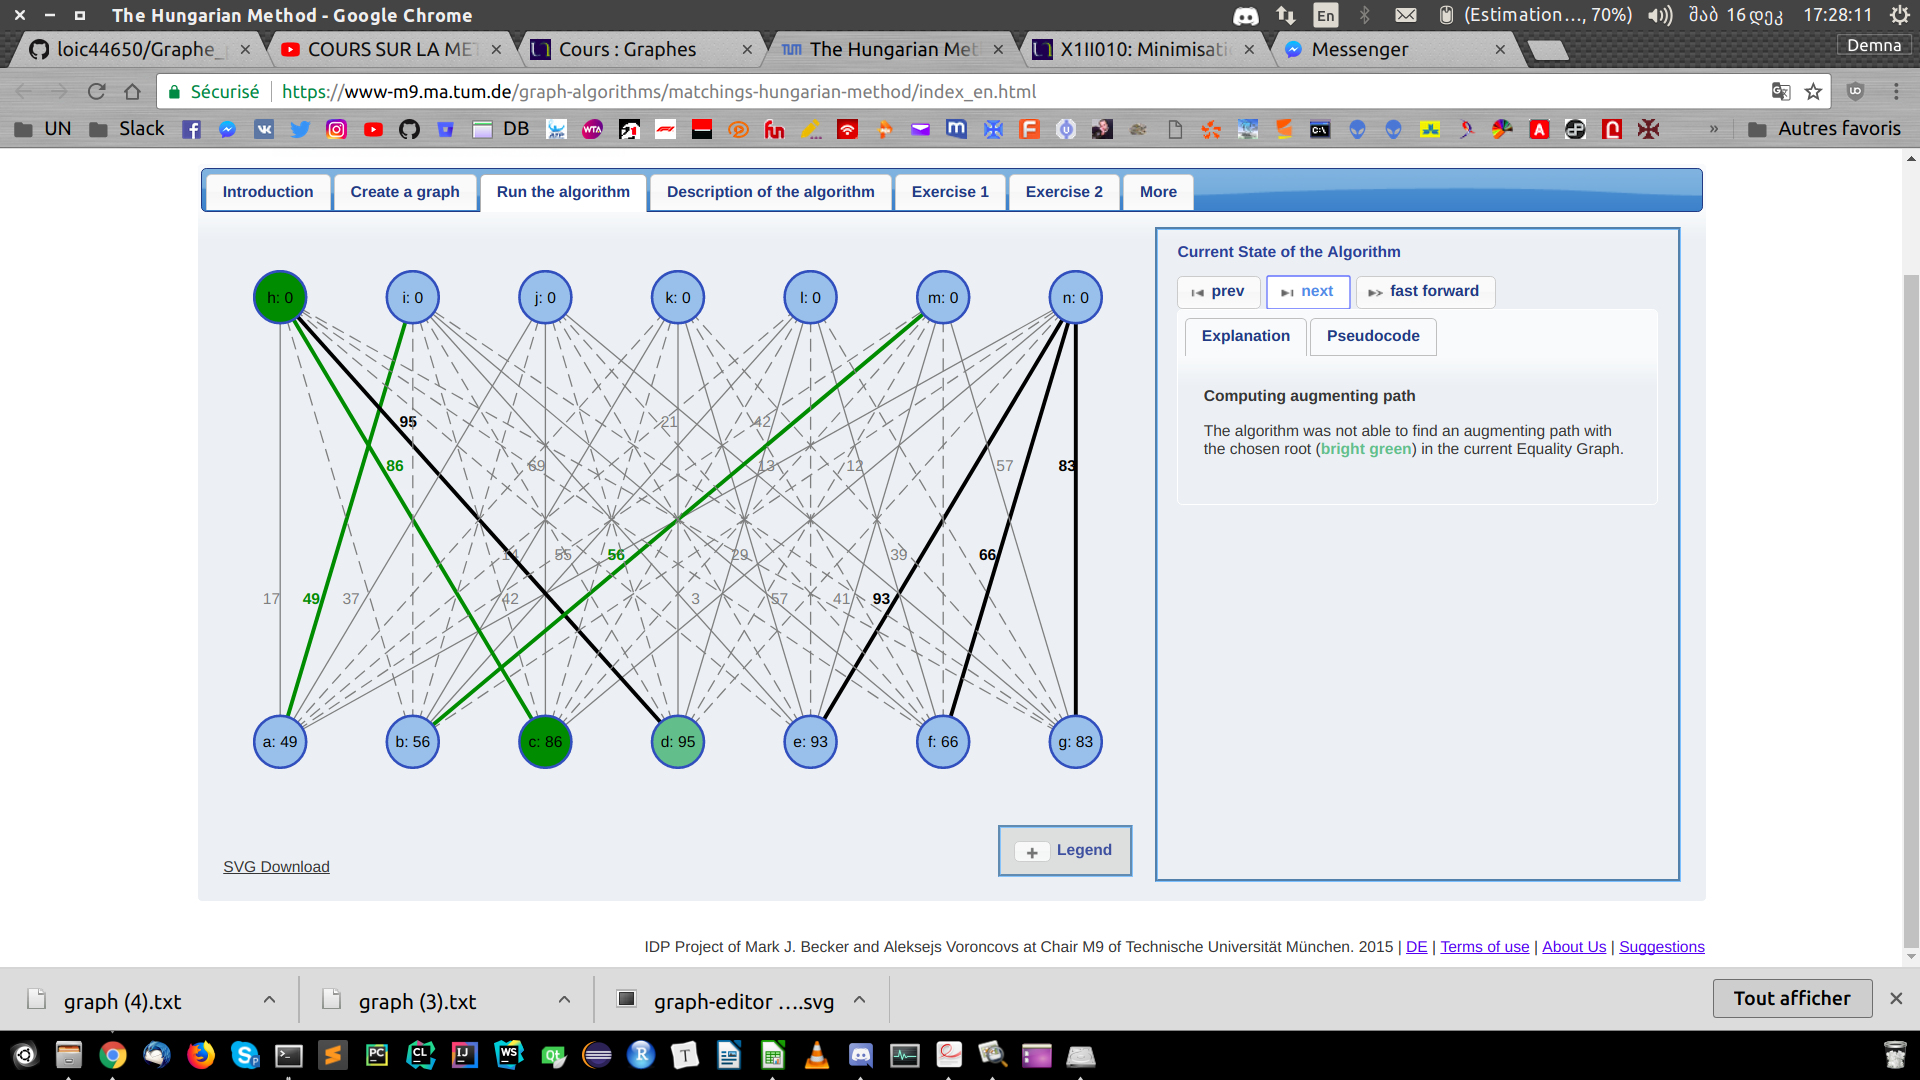 The Hungarian Method - Google Chrome
En
(Estimation..., 70%)
შაბ 16 დეკ 17:28:11
loic44650/Graphe_
COURS SUR LA MET
Cours : Graphes
TUM The Hungarian Met
X1II010: Minimisati
Messenger
Demna
Sécurisé
https://www-m9.ma.tum.de/graph-algorithms/matchings-hungarian-method/index_en.html
UN
Slack
DB
»
Autres favoris
Introduction
Create a graph
Run the algorithm
Description of the algorithm
Exercise 1
Exercise 2
More
h: 0
i: 0
j: 0
k: 0
l: 0
m: 0
n: 0
95
21
42
86
69
13
12
57
83
14
55
56
29
39
66
17
49
37
42
3
57
41
93
a: 49
b: 56
c: 86
d: 95
e: 93
f: 66
g: 83
SVG Download
+ Legend
Current State of the Algorithm
prev
next
fast forward
Explanation
Pseudocode
Computing augmenting path
The algorithm was not able to find an augmenting path with
the chosen root (bright green) in the current Equality Graph.
IDP Project of Mark J. Becker and Aleksejs Voroncovs at Chair M9 of Technische Universität München. 2015 | DE | Terms of use | About Us | Suggestions
graph (4).txt
graph (3).txt
graph-editor ....svg
Tout afficher